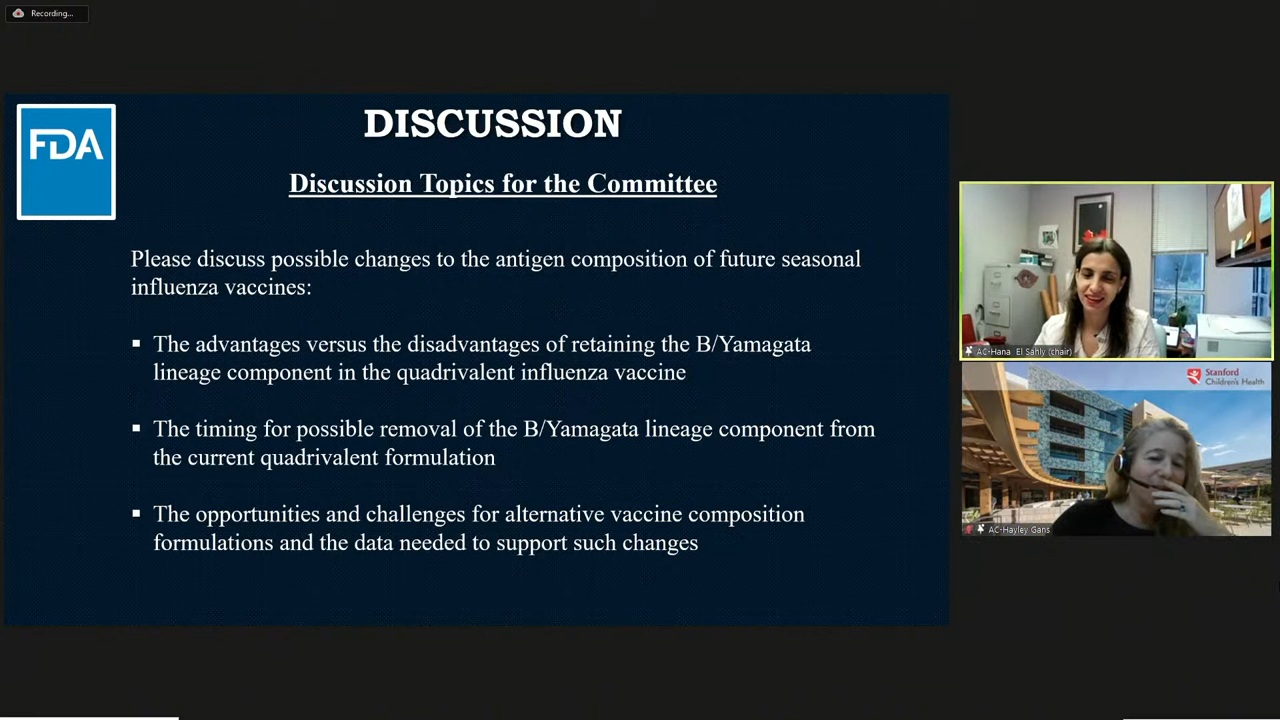 Recording...
FDA
DISCUSSION
Discussion Topics for the Committee
Please discuss possible changes to the antigen composition of future seasonal
influenza vaccines:
▪ The advantages versus the disadvantages of retaining the B/Yamagata
lineage component in the quadrivalent influenza vaccine
▪ The timing for possible removal of the B/Yamagata lineage component from
the current quadrivalent formulation
▪ The opportunities and challenges for alternative vaccine composition
formulations and the data needed to support such changes
AC-Hana El Sahly (chair)
Stanford
Children's Health
AC-Hayley Gans